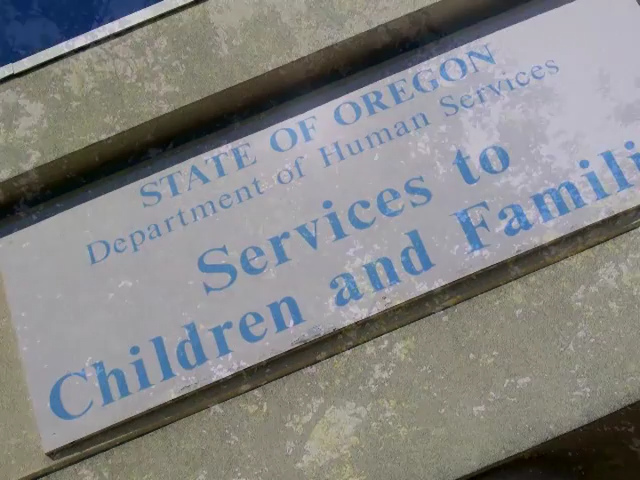 STATE OF OREGON
Department of Human Services
Services to
Children and Famili